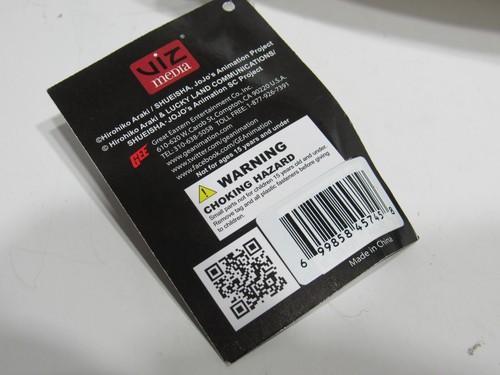 VIZ
media
©Hirohiko Araki / SHUEISHA, JoJo's Animation Project
© Hirohiko Araki & LUCKY LAND COMMUNICATIONS/
SHUEISHA･JOJO's Animation SC Project
GEE
Great Eastern Entertainment Co., Inc.
610-620 W. Carob St. Compton, CA 90220 U.S.A.
TEL: 310-638-5058 TOLL FREE: 1-877-926-7391
www.geanimation.com
www.twitter.com/geanimation
www.facebook.com/GEAnimation
Not for ages 15 years and under
WARNING
CHOKING HAZARD
Small parts not for children 15 years old and under.
Remove tag and all plastic fasteners before giving
to children.
6 99858 45745 8
Made in China